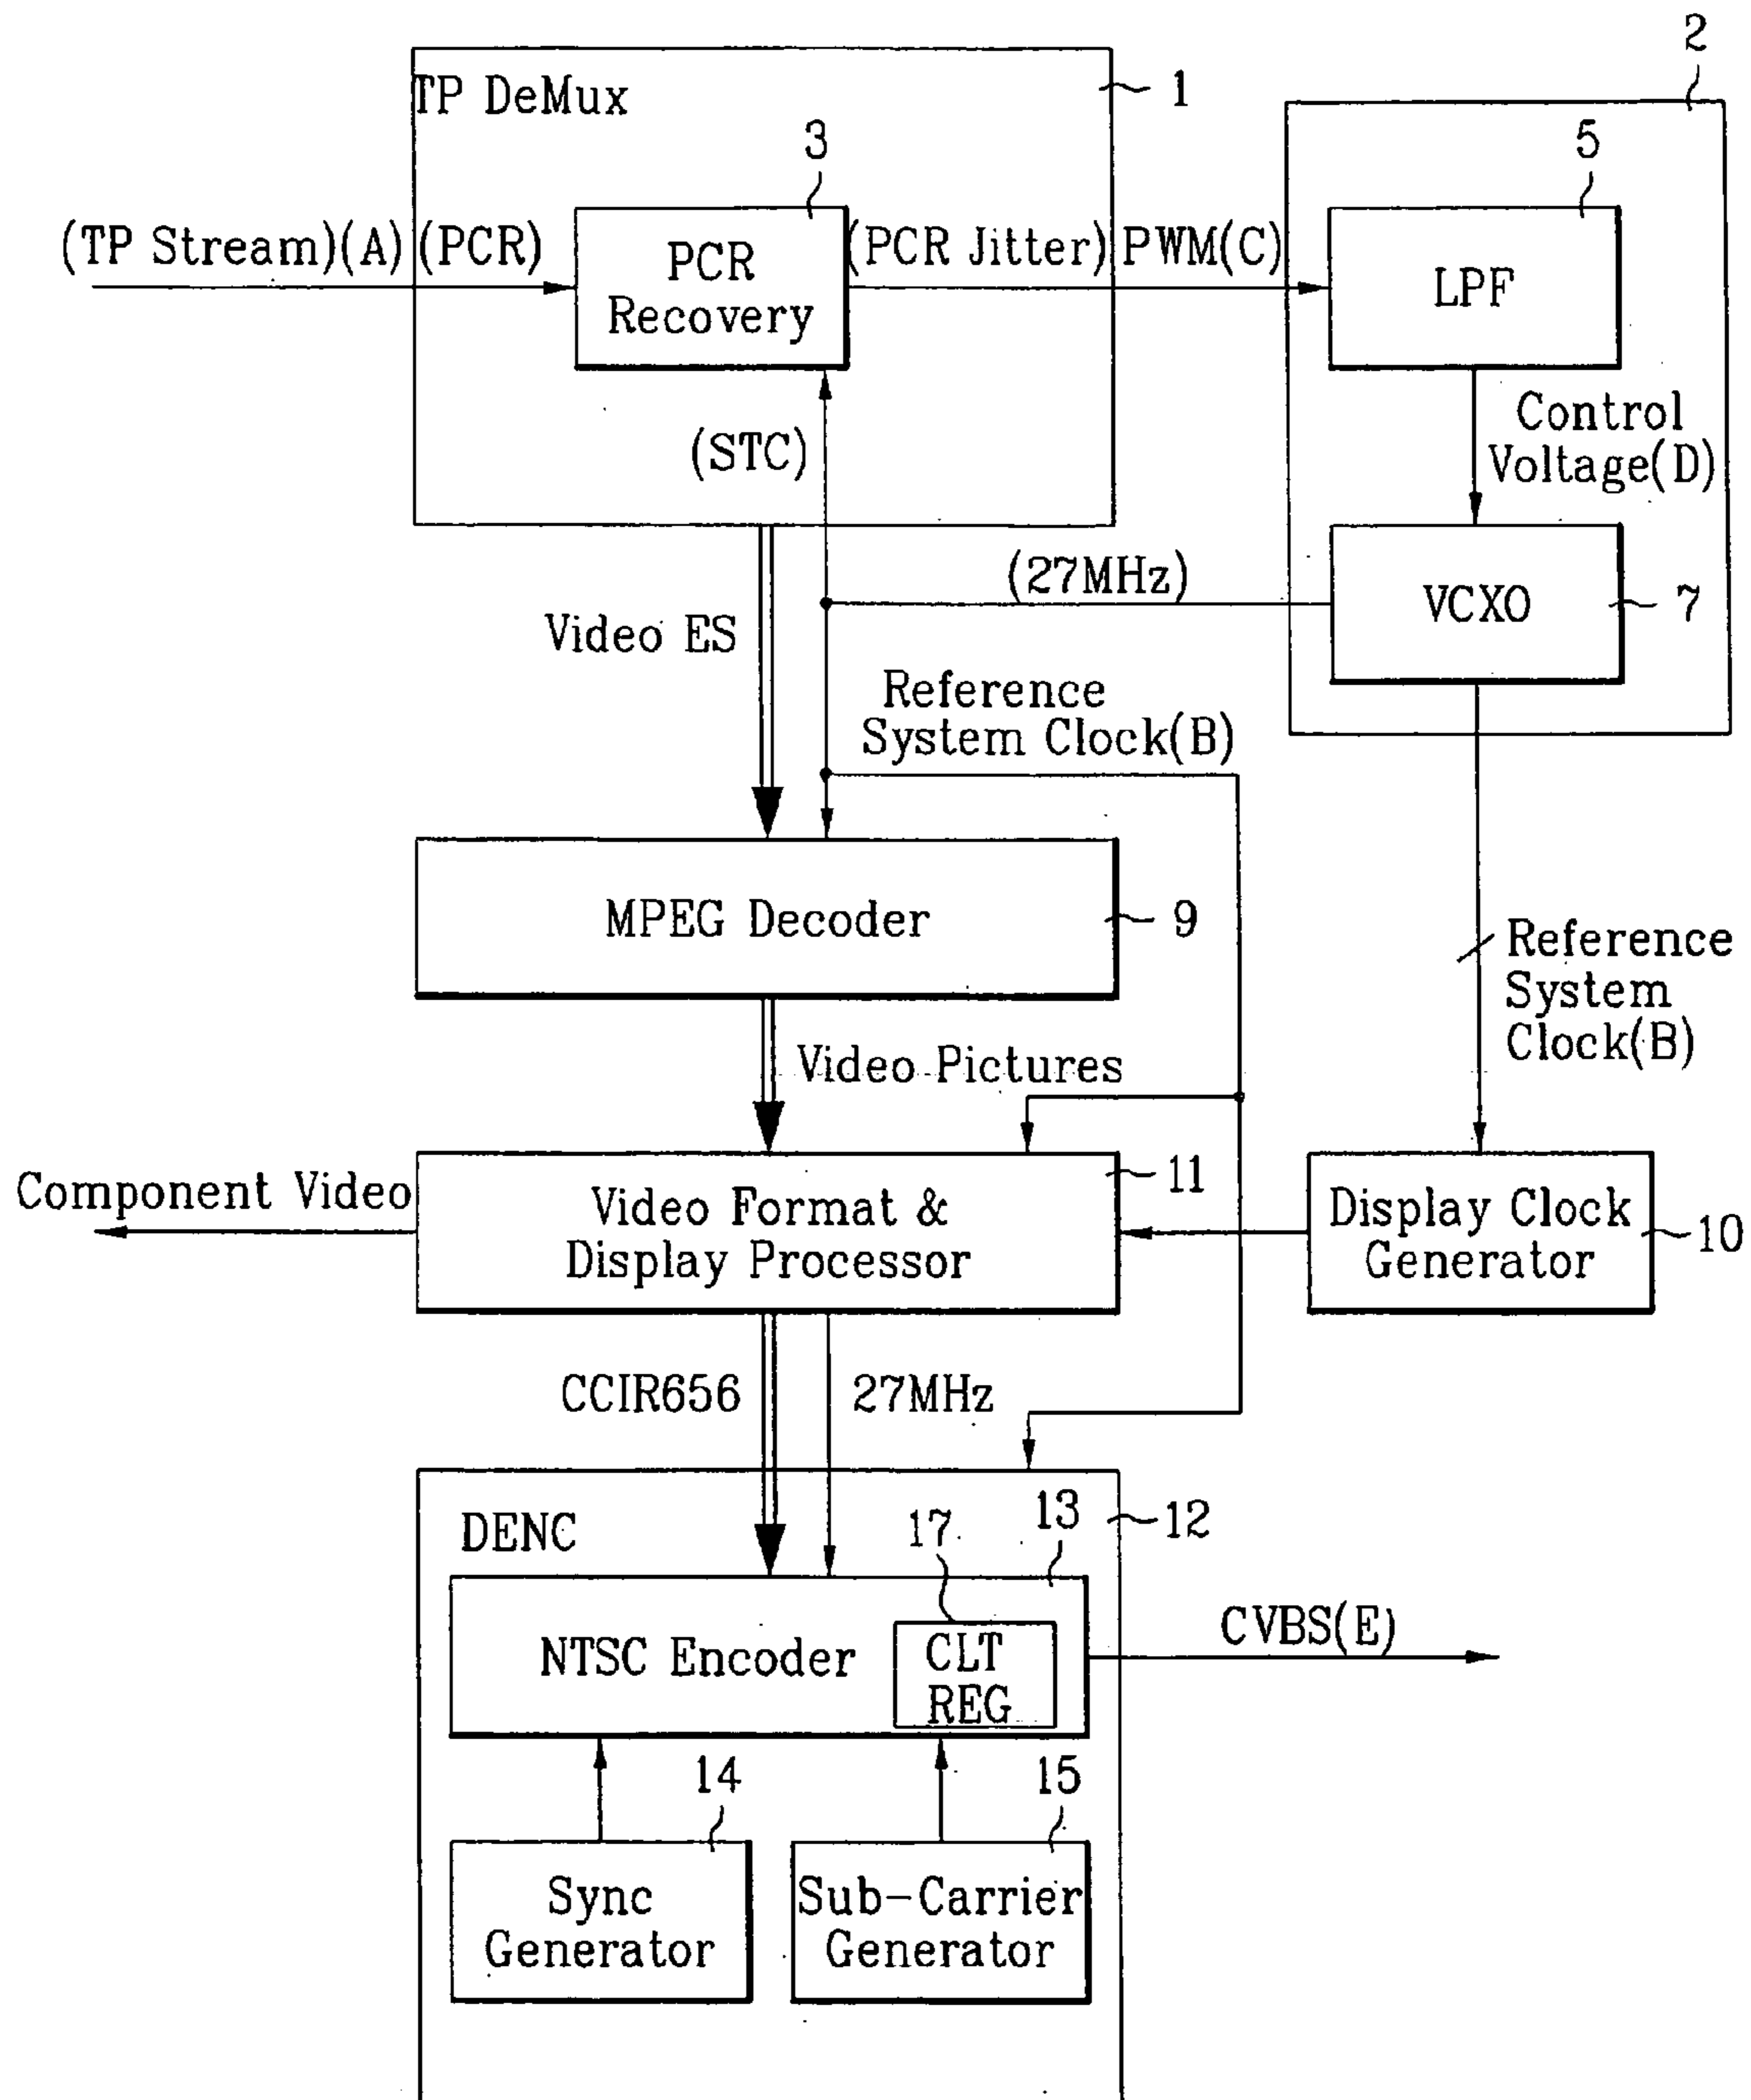 2
TP DeMux
1
3
5
(TP Stream)(A) (PCR)
PCR
Recovery
(PCR Jitter) PWM(C)
LPF
Control
Voltage(D)
(STC)
(27MHz)
VCXO
7
Video ES
Reference
System Clock(B)
MPEG Decoder
9
Reference
System
Clock(B)
Video Pictures
Component Video
Video Format &
Display Processor
11
Display Clock
Generator
10
CCIR656
27MHz
DENC
17
13
12
NTSC Encoder
CLT
REG
CVBS(E)
14
15
Sync
Generator
Sub-Carrier
Generator